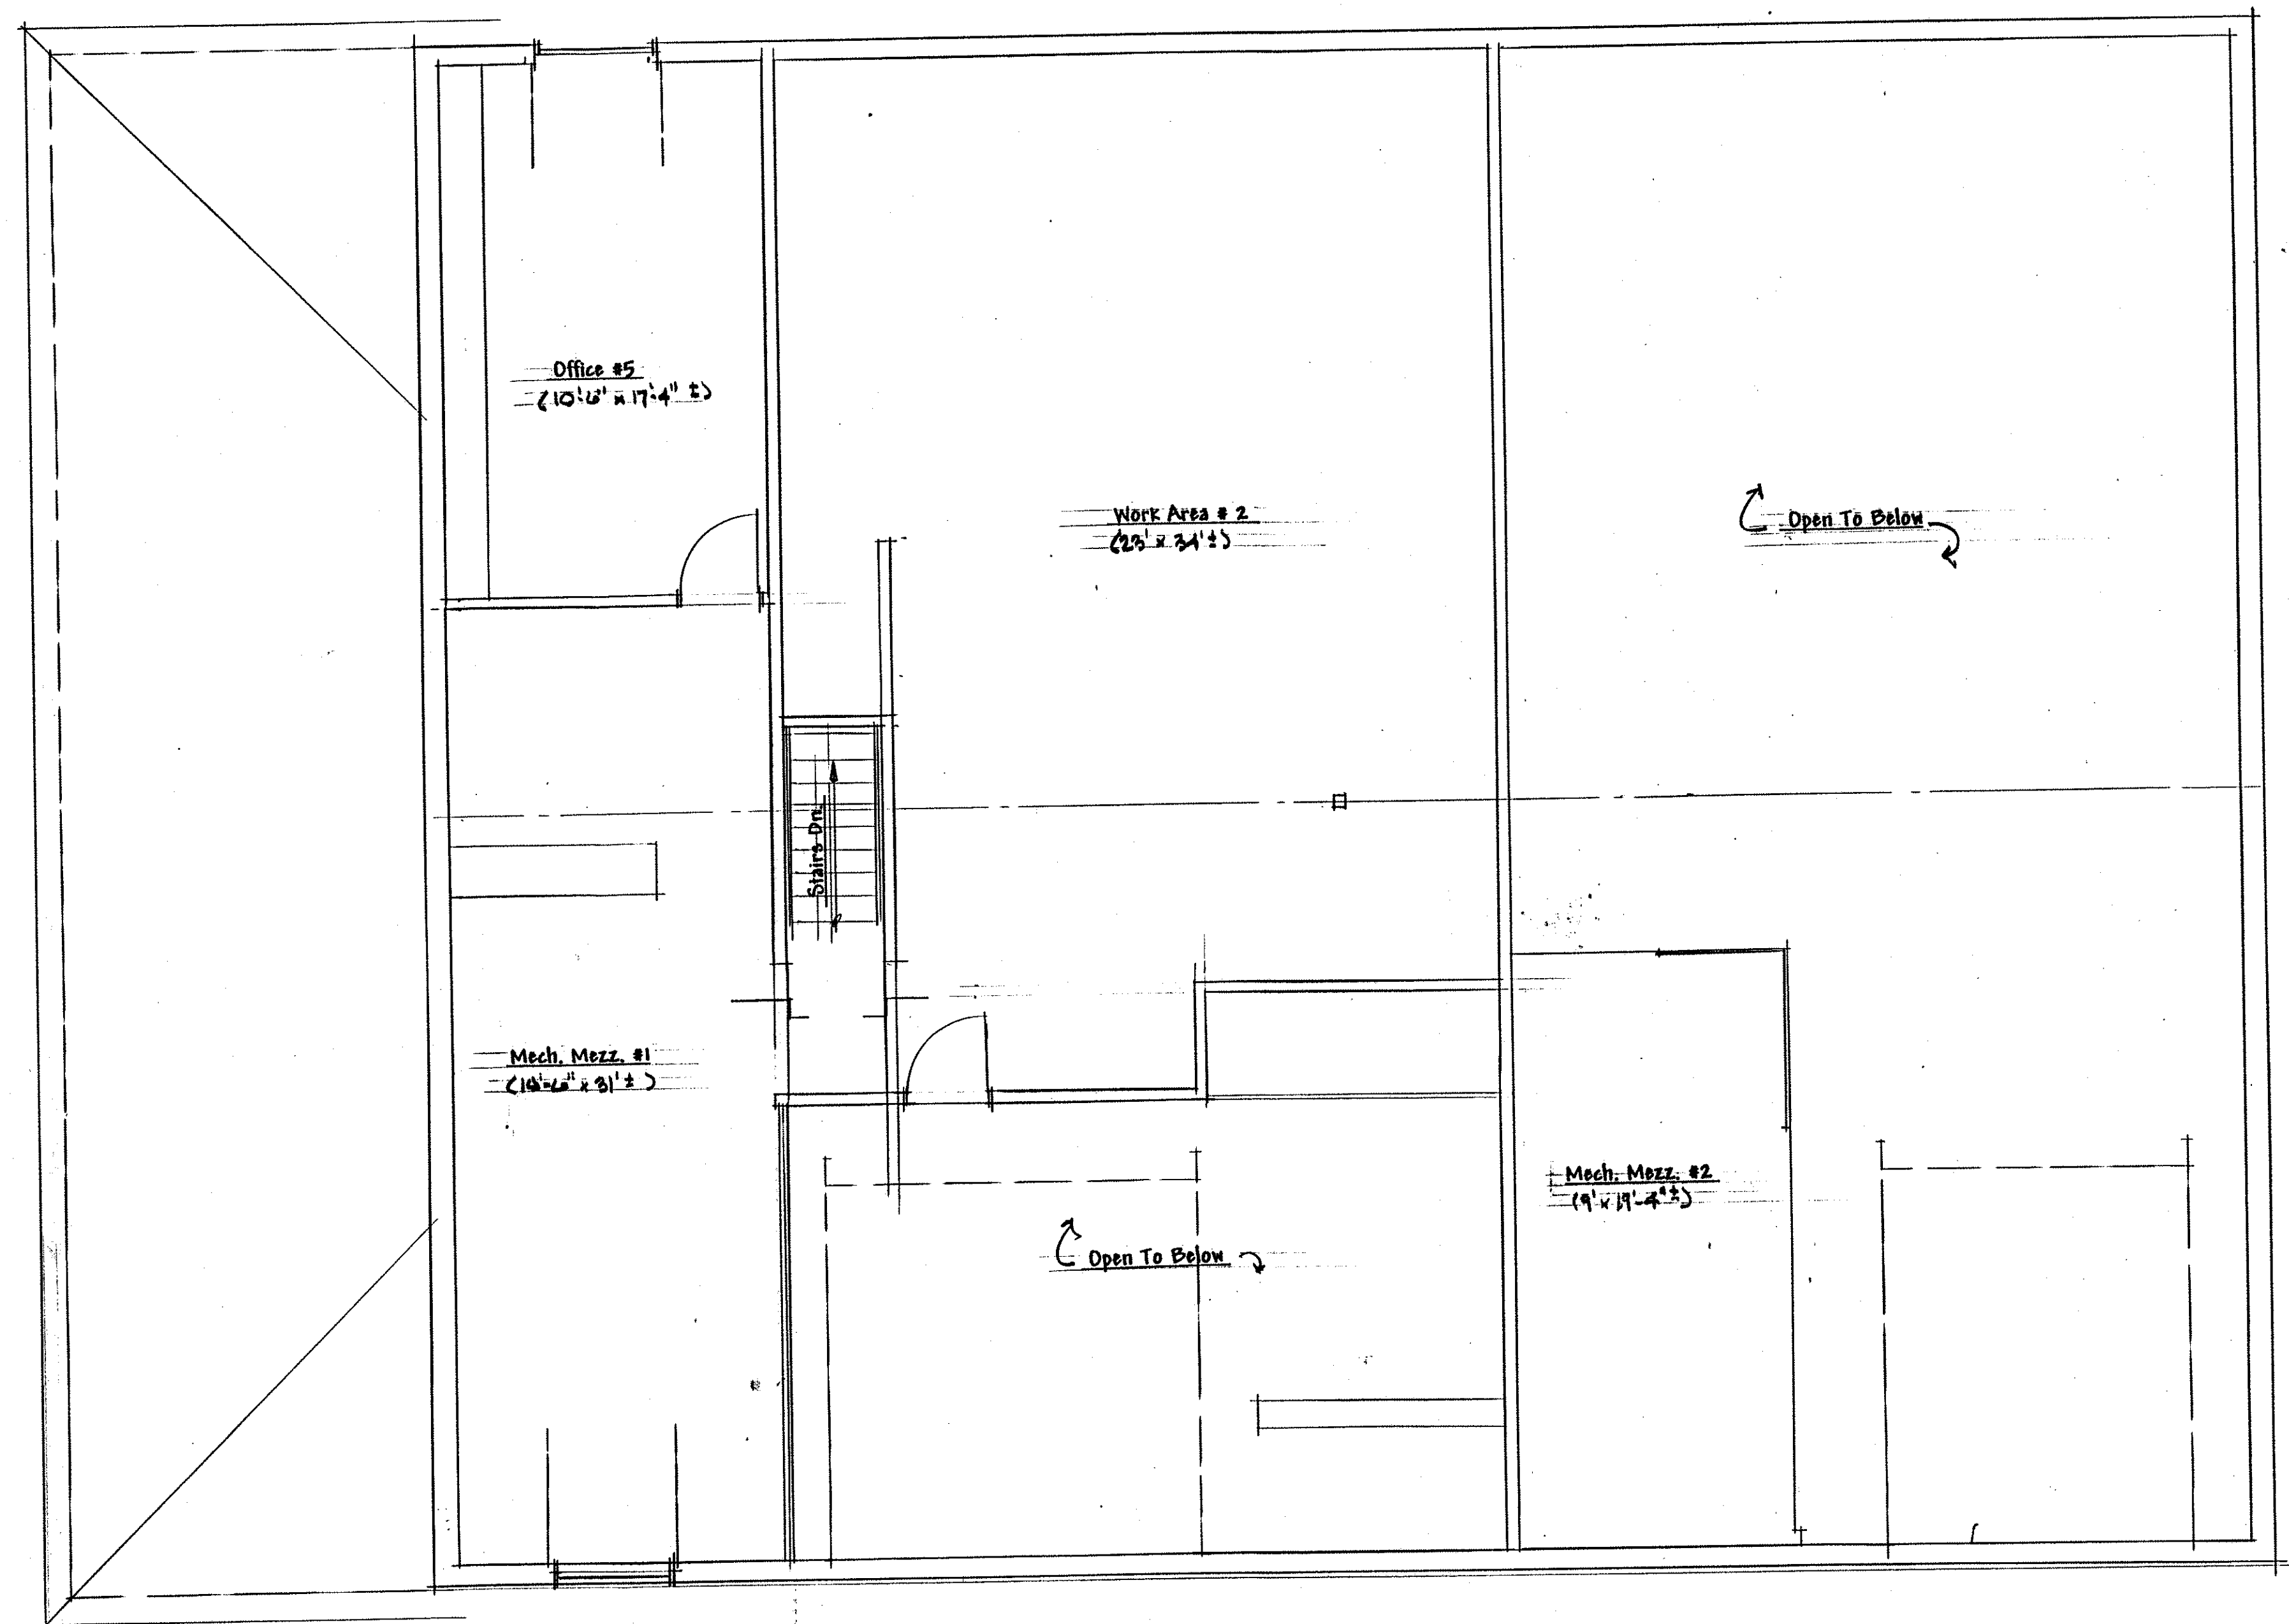 Office #5
(10'-6" x 17'-4" ±)
Work Area # 2
(23' x 34' ±)
Open To Below
Stairs Dn.
Mech. Mezz. #1
(10'-6" x 31' ±)
Mech. Mezz. #2
(9' x 19'-4" ±)
Open To Below